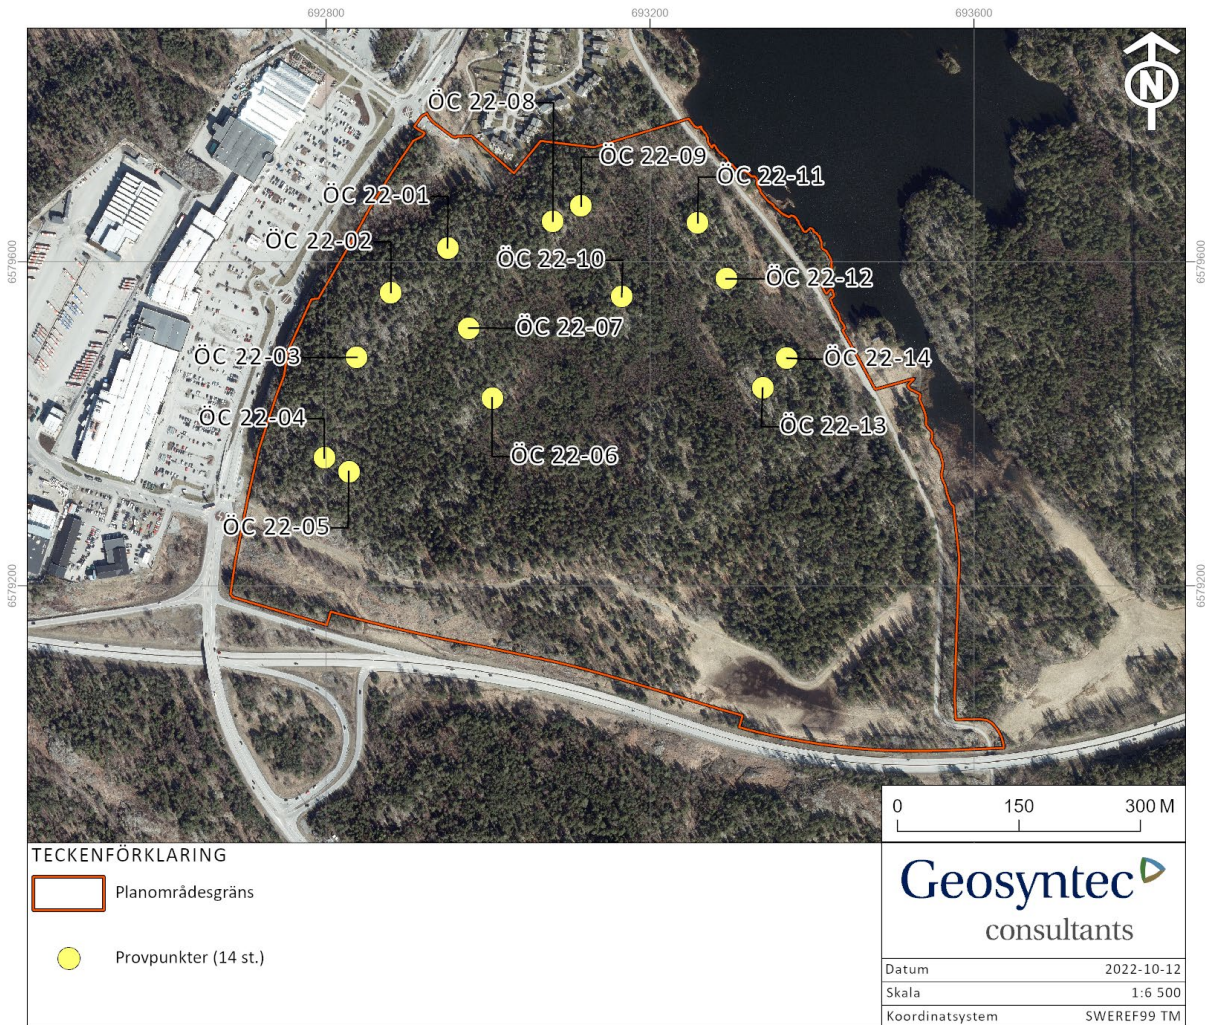 692800
693200
693600
N
ÖC 22-08
ÖC 22-09
ÖC 22-11
ÖC 22-01
ÖC 22-02
ÖC 22-10
6579600
6579600
ÖC 22-12
ÖC 22-07
ÖC 22-03
ÖC 22-14
ÖC 22-04
ÖC 22-13
ÖC 22-06
ÖC 22-05
6579200
6579200
0 150 300 M
TECKENFÖRKLARING
Planområdesgräns
Provpunkter (14 st.)
Geosyntec
consultants
Datum 2022-10-12
Skala 1:6 500
Koordinatsystem SWEREF99 TM